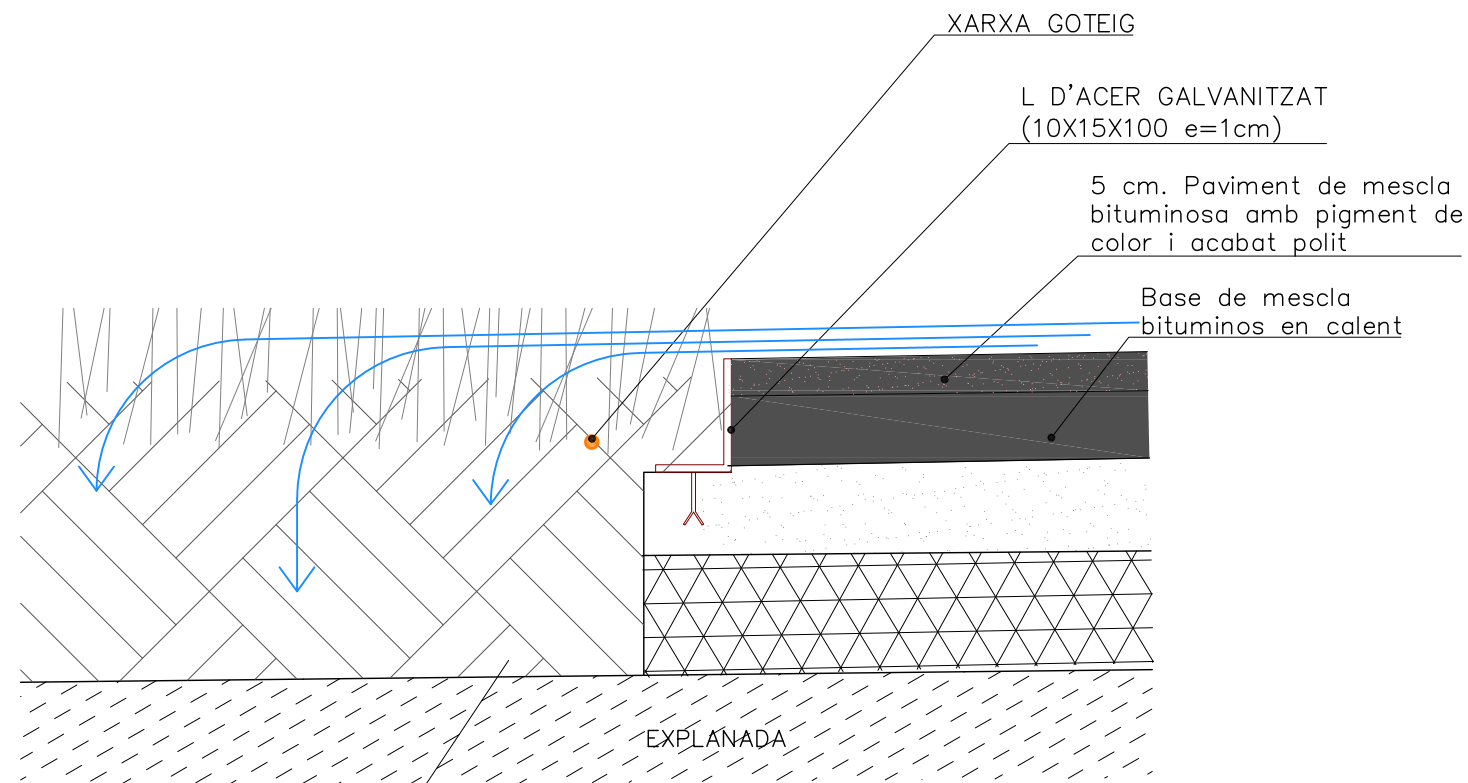 XARXA GOTEIG
L D'ACER GALVANITZAT
(10X15X100 e=1cm)
5 cm. Paviment de mescla
bituminosa amb pigment de
color i acabat polit
Base de mescla
bituminos en calent
EXPLANADA